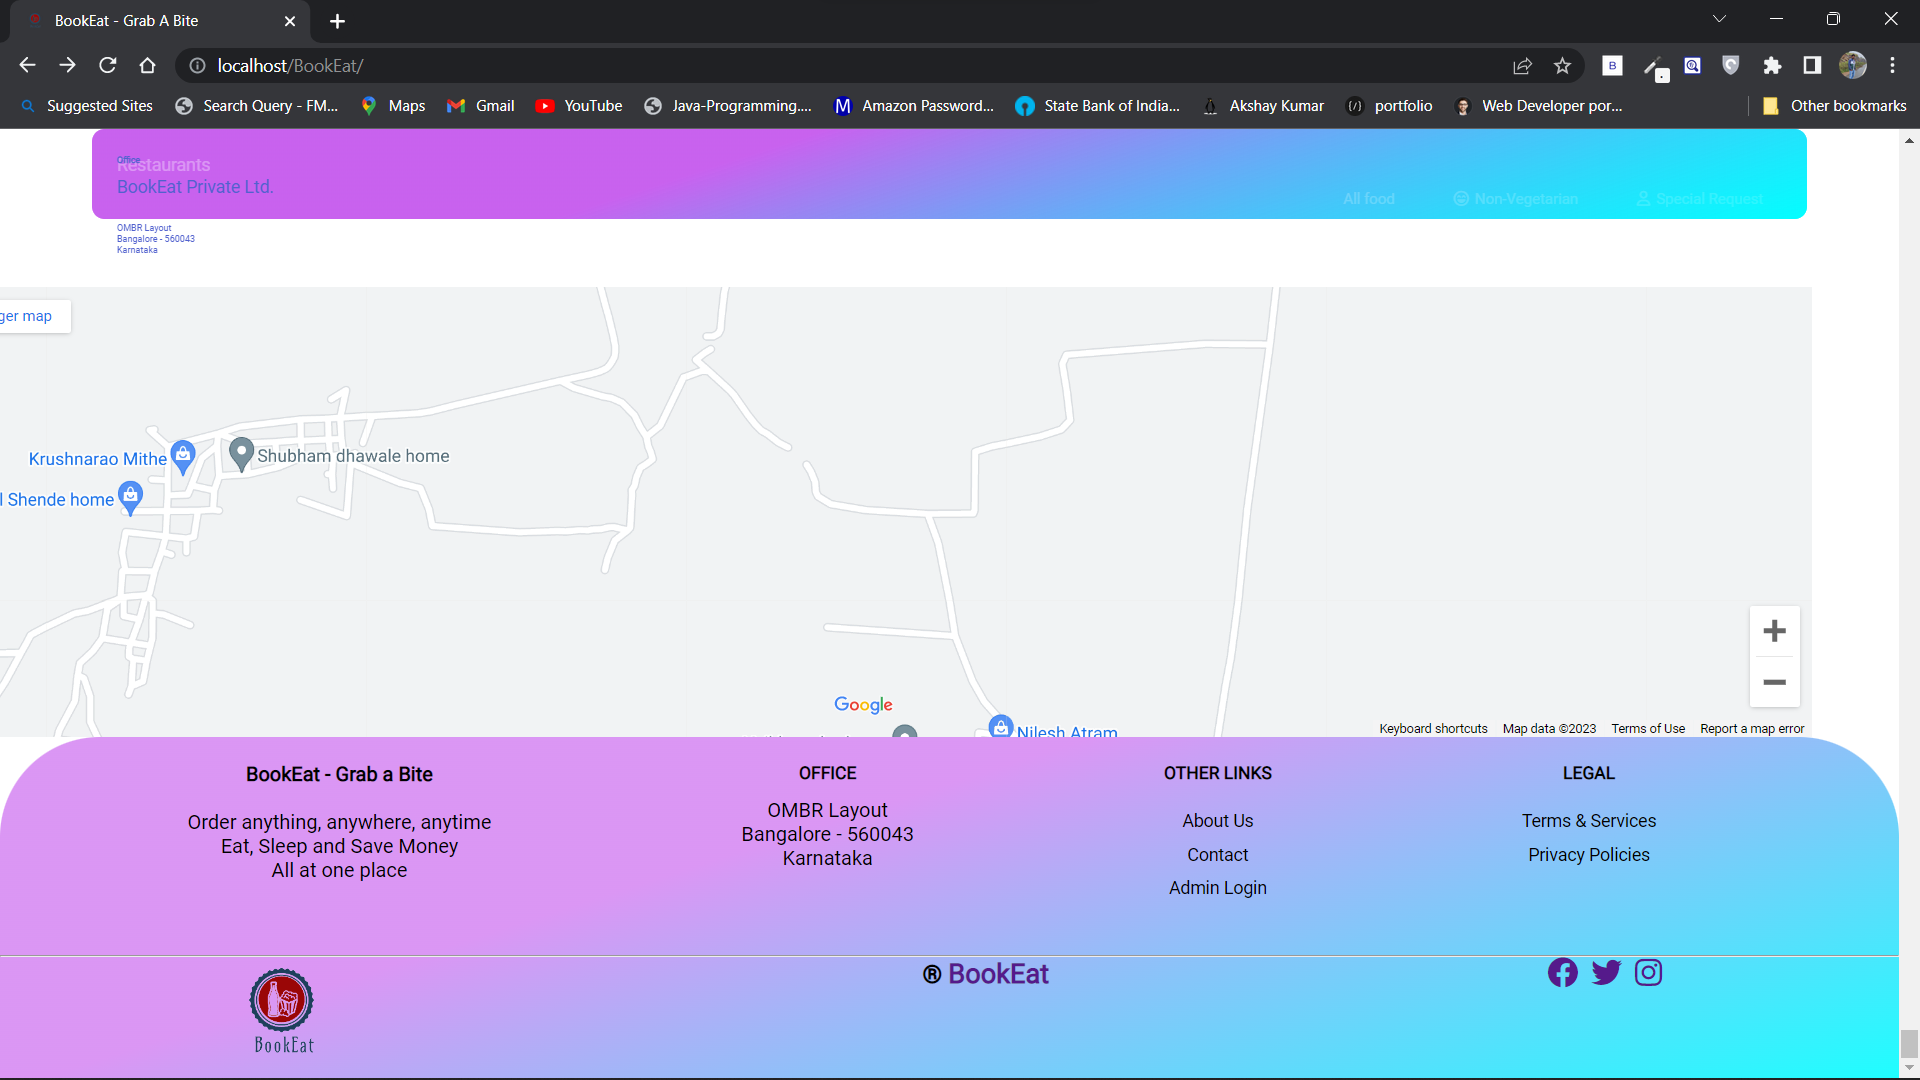 BookEat - Grab A Bite
localhost/BookEat/
B
Suggested Sites
Search Query - FM...
Maps
Gmail
YouTube
Java-Programming....
M
Amazon Password...
State Bank of India...
Akshay Kumar
portfolio
Web Developer por...
Other bookmarks
Office
Restaurants
BookEat Private Ltd.
All food
Non-Vegetarian
Special Request
OMBR Layout
Bangalore - 560043
Karnataka
ger map
Krushnarao Mithe
Shubham dhawale home
l Shende home
Google
Nilesh Atram
Keyboard shortcuts
Map data ©2023
Terms of Use
Report a map error
BookEat - Grab a Bite
Order anything, anywhere, anytime
Eat, Sleep and Save Money
All at one place
OFFICE
OMBR Layout
Bangalore - 560043
Karnataka
OTHER LINKS
About Us
Contact
Admin Login
LEGAL
Terms & Services
Privacy Policies
BookEat
® BookEat